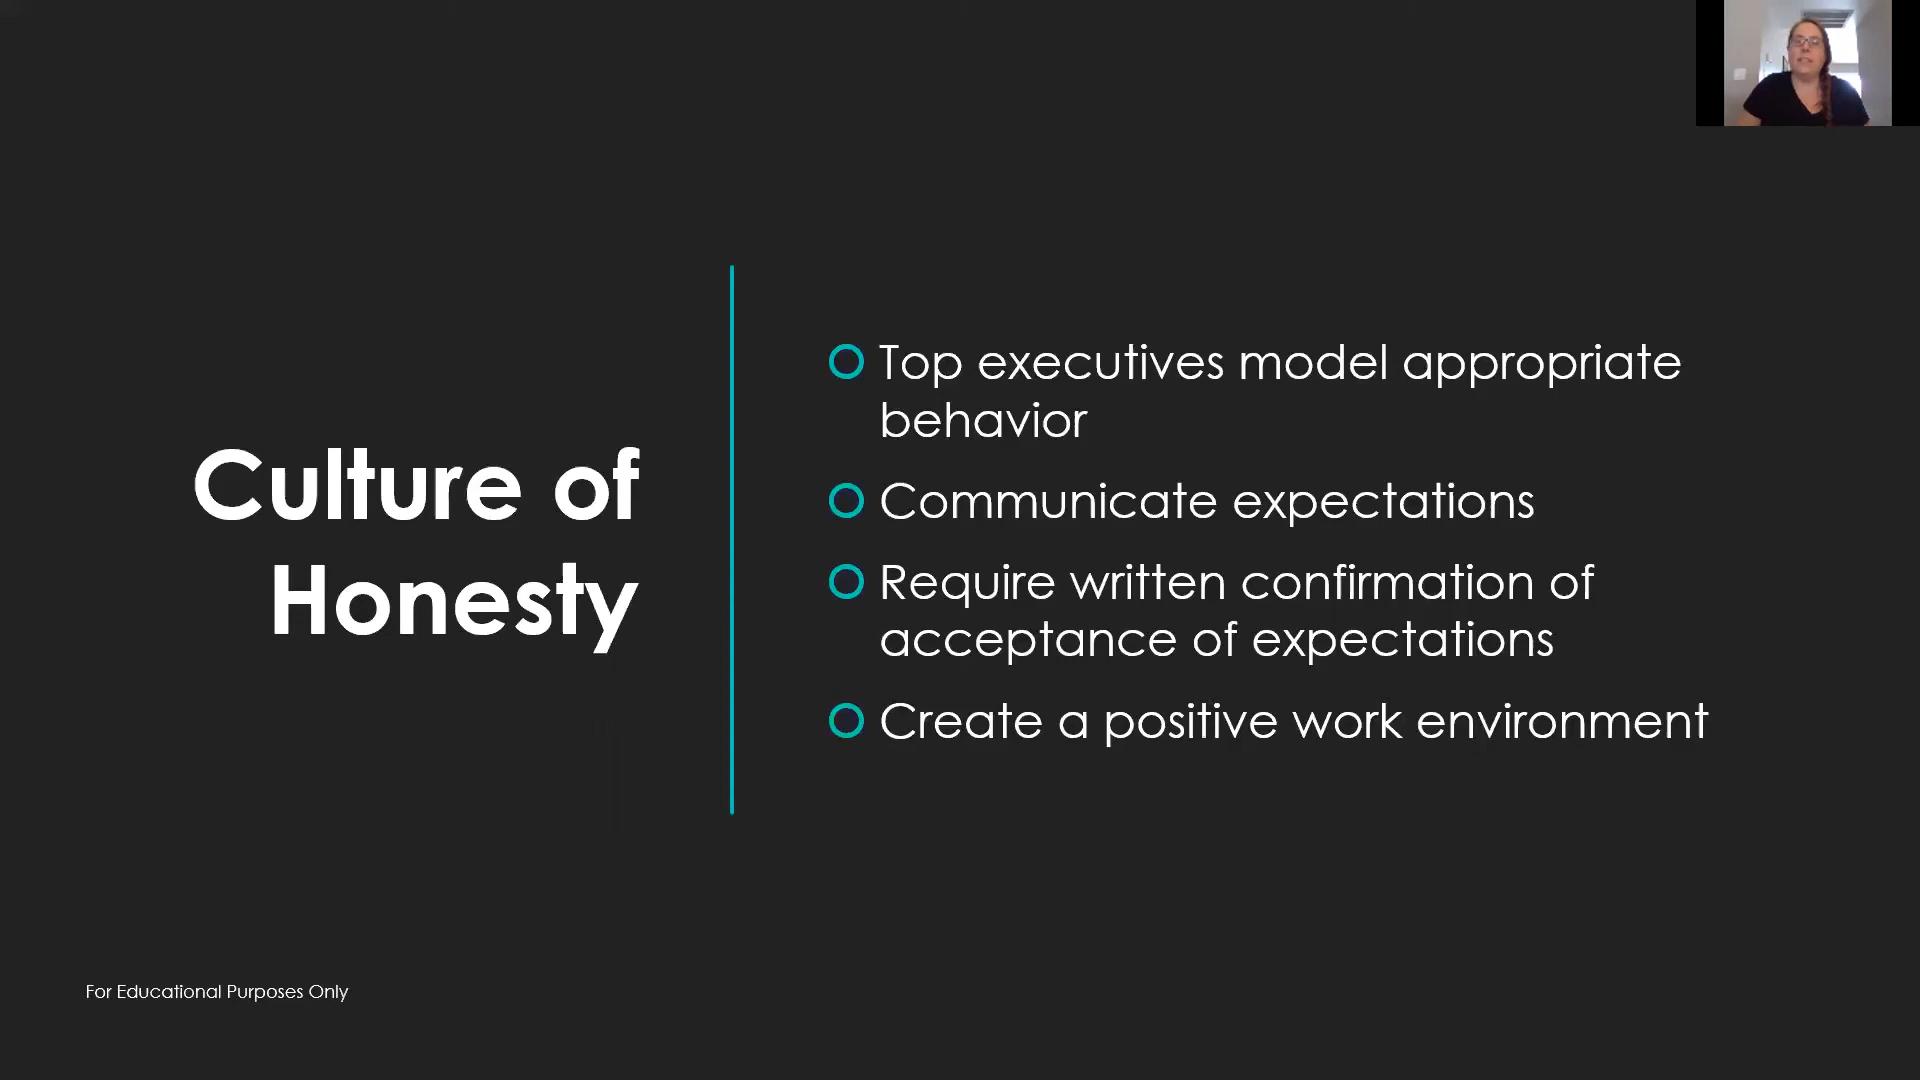 Culture of
Honesty
Top executives model appropriate
behavior
Communicate expectations
Require written confirmation of
acceptance of expectations
Create a positive work environment
For Educational Purposes Only